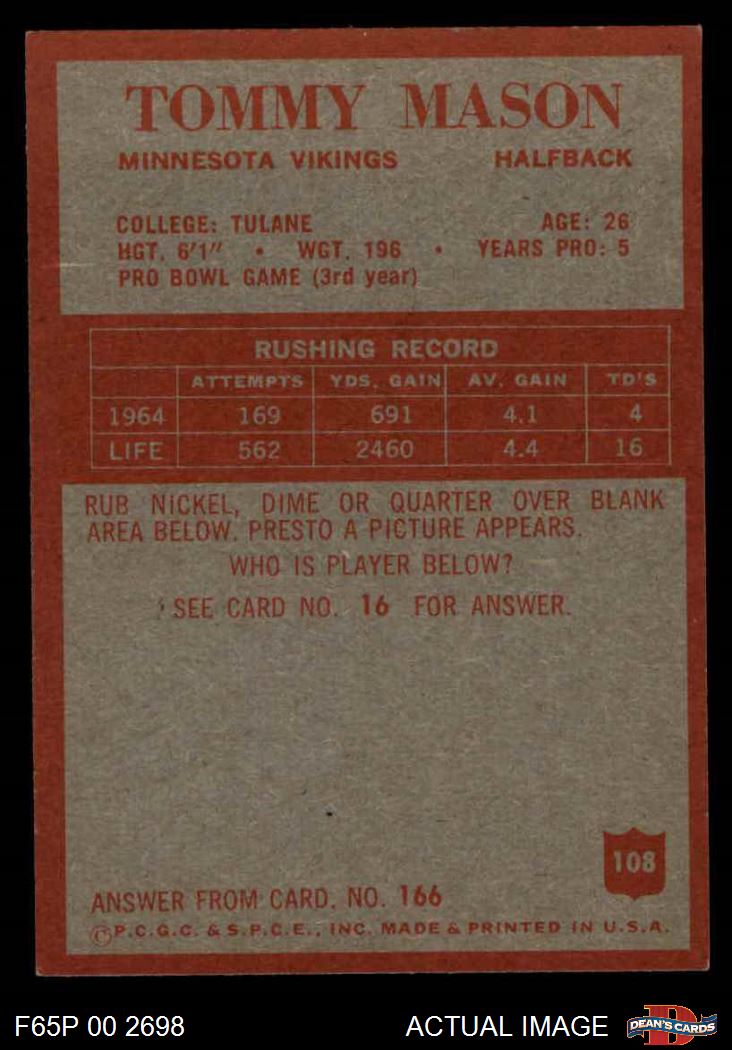 TOMMY MASON
MINNESOTA VIKINGS HALFBACK
COLLEGE: TULANE AGE: 26
HGT. 6'1" • WGT. 196 • YEARS PRO: 5
PRO BOWL GAME (3rd year)
RUSHING RECORD
ATTEMPTS YDS. GAIN AV. GAIN TD'S
1964 169 691 4.1 4
LIFE 562 2460 4.4 16
RUB NICKEL, DIME OR QUARTER OVER BLANK
AREA BELOW. PRESTO A PICTURE APPEARS.
WHO IS PLAYER BELOW?
SEE CARD NO. 16 FOR ANSWER.
108
ANSWER FROM CARD. NO. 166
©P.C.G.C. & S.P.C.E., INC. MADE & PRINTED IN U.S.A.
F65P 00 2698 ACTUAL IMAGE D DEAN'S CARDS